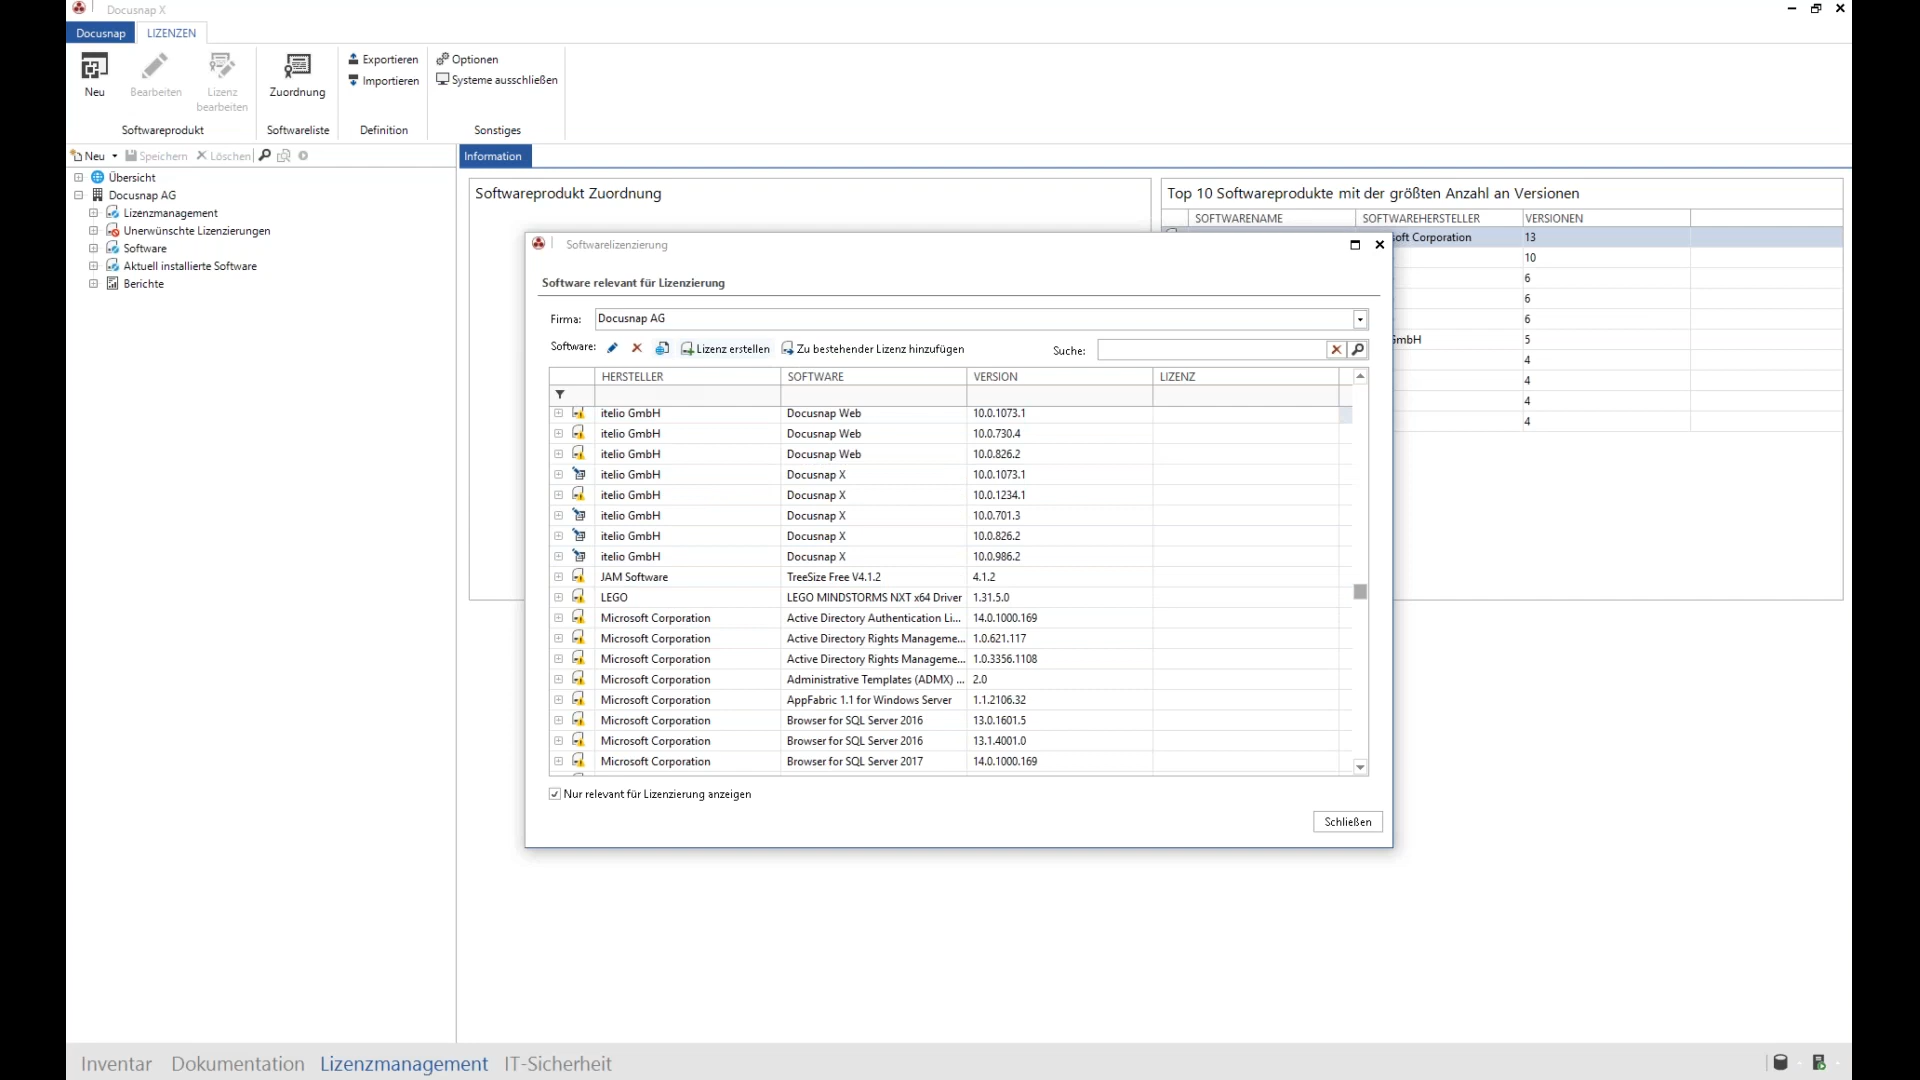 Docusnap X
Docusnap LIZENZEN
Neu
Bearbeiten
Lizenz
bearbeiten
Softwareprodukt
Zuordnung
Softwareliste
Exportieren
Importieren
Definition
Optionen
Systeme ausschließen
Sonstiges
Neu Speichern Löschen
Übersicht
Docusnap AG
Lizenzmanagement
Unerwünschte Lizenzierungen
Software
Aktuell installierte Software
Berichte
Information
Softwareprodukt Zuordnung
Top 10 Softwareprodukte mit der größten Anzahl an Versionen
SOFTWARENAME SOFTWAREHERSTELLER VERSIONEN
soft Corporation 13
10
6
6
6
GmbH 5
4
4
4
4
Softwarelizenzierung
Software relevant für Lizenzierung
Firma: Docusnap AG
Software: Lizenz erstellen Zu bestehender Lizenz hinzufügen Suche:
HERSTELLER SOFTWARE VERSION LIZENZ
itelio GmbH Docusnap Web 10.0.1073.1
itelio GmbH Docusnap Web 10.0.730.4
itelio GmbH Docusnap Web 10.0.826.2
itelio GmbH Docusnap X 10.0.1073.1
itelio GmbH Docusnap X 10.0.1234.1
itelio GmbH Docusnap X 10.0.701.3
itelio GmbH Docusnap X 10.0.826.2
itelio GmbH Docusnap X 10.0.986.2
JAM Software TreeSize Free V4.1.2 4.1.2
LEGO LEGO MINDSTORMS NXT x64 Driver 1.31.5.0
Microsoft Corporation Active Directory Authentication Li... 14.0.1000.169
Microsoft Corporation Active Directory Rights Manageme... 1.0.621.117
Microsoft Corporation Active Directory Rights Manageme... 1.0.3356.1108
Microsoft Corporation Administrative Templates (ADMX) ... 2.0
Microsoft Corporation AppFabric 1.1 for Windows Server 1.1.2106.32
Microsoft Corporation Browser for SQL Server 2016 13.0.1601.5
Microsoft Corporation Browser for SQL Server 2016 13.1.4001.0
Microsoft Corporation Browser for SQL Server 2017 14.0.1000.169
Nur relevant für Lizenzierung anzeigen
Schließen
Inventar Dokumentation Lizenzmanagement IT-Sicherheit